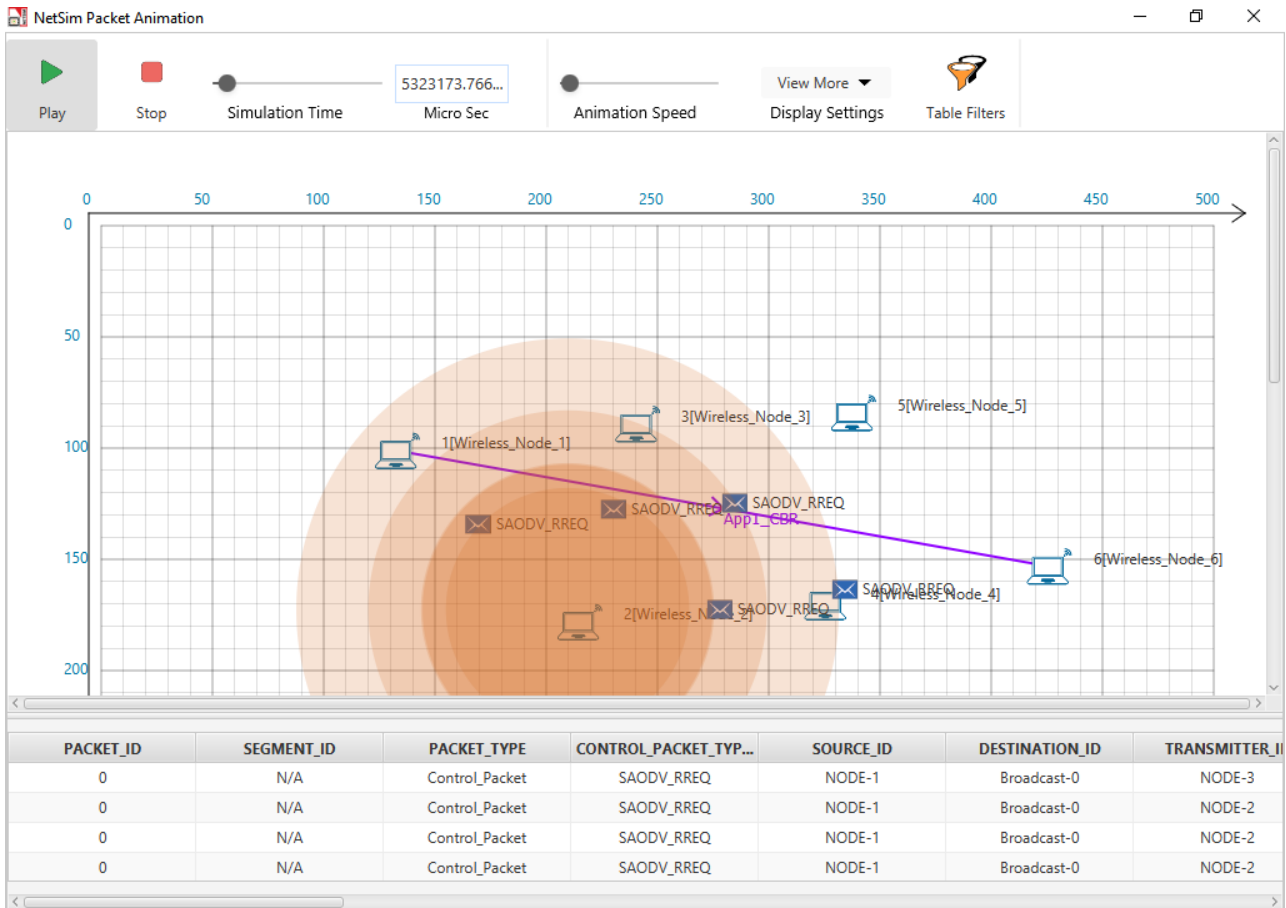 NetSim Packet Animation
Play
Stop
Simulation Time
5323173.766...
Micro Sec
Animation Speed
View More
Display Settings
Table Filters
0 50 100 150 200 250 300 350 400 450 500
0
50
100
150
200
5[Wireless_Node_5]
3[Wireless_Node_3]
1[Wireless_Node_1]
SAODV_RREQ
SAODV_RREQ
App1_CBR
SAODV_RREQ
6[Wireless_Node_6]
SAODV_RREQ
4[Wireless_Node_4]
2[Wireless_Node_2]
SAODV_RREQ
PACKET_ID SEGMENT_ID PACKET_TYPE CONTROL_PACKET_TYP... SOURCE_ID DESTINATION_ID TRANSMITTER_I
0 N/A Control_Packet SAODV_RREQ NODE-1 Broadcast-0 NODE-3
0 N/A Control_Packet SAODV_RREQ NODE-1 Broadcast-0 NODE-2
0 N/A Control_Packet SAODV_RREQ NODE-1 Broadcast-0 NODE-2
0 N/A Control_Packet SAODV_RREQ NODE-1 Broadcast-0 NODE-2